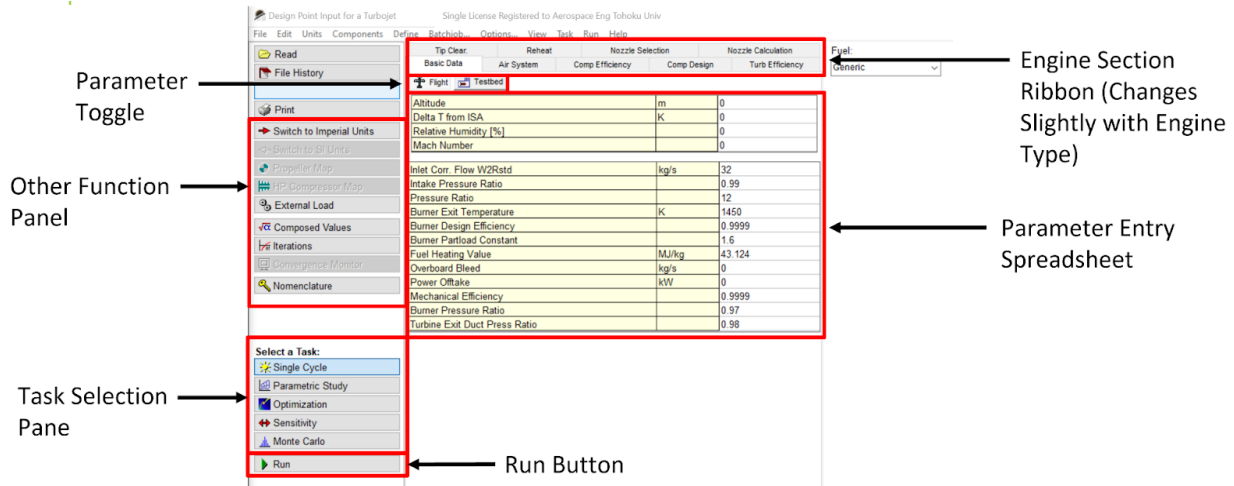 Design Point Input for a Turbojet Single License Registered to Aerospace Eng Tohoku Univ
File Edit Units Components Define Batchjob... Options... View Task Run Help
Read
File History
Print
Switch to Imperial Units
Switch to SI Units
Propeller Map
HP Compressor Map
External Load
Composed Values
Iterations
Convergence Monitor
Nomenclature
Select a Task:
Single Cycle
Parametric Study
Optimization
Sensitivity
Monte Carlo
Run
Tip Clear. Reheat Nozzle Selection Nozzle Calculation
Basic Data Air System Comp Efficiency Comp Design Turb Efficiency
Flight Testbed
Altitude m 0
Delta T from ISA K 0
Relative Humidity [%] 0
Mach Number 0
Inlet Corr. Flow W2Rstd kg/s 32
Intake Pressure Ratio 0.99
Pressure Ratio 12
Burner Exit Temperature K 1450
Burner Design Efficiency 0.9999
Burner Partload Constant 1.6
Fuel Heating Value MJ/kg 43.124
Overboard Bleed kg/s 0
Power Offtake kW 0
Mechanical Efficiency 0.9999
Burner Pressure Ratio 0.97
Turbine Exit Duct Press Ratio 0.98
Fuel:
Generic
Parameter
Toggle
Other Function
Panel
Task Selection
Pane
Run Button
Engine Section
Ribbon (Changes
Slightly with Engine
Type)
Parameter Entry
Spreadsheet